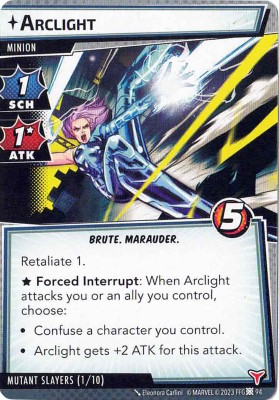 ARCLIGHT
MINION
1
SCH
1★
ATK
5
BRUTE. MARAUDER.
Retaliate 1.
★ Forced Interrupt: When Arclight
attacks you or an ally you control,
choose:
• Confuse a character you control.
• Arclight gets +2 ATK for this attack.
Eleonora Carlini © MARVEL © 2023 FFG 94
MUTANT SLAYERS (1/10)